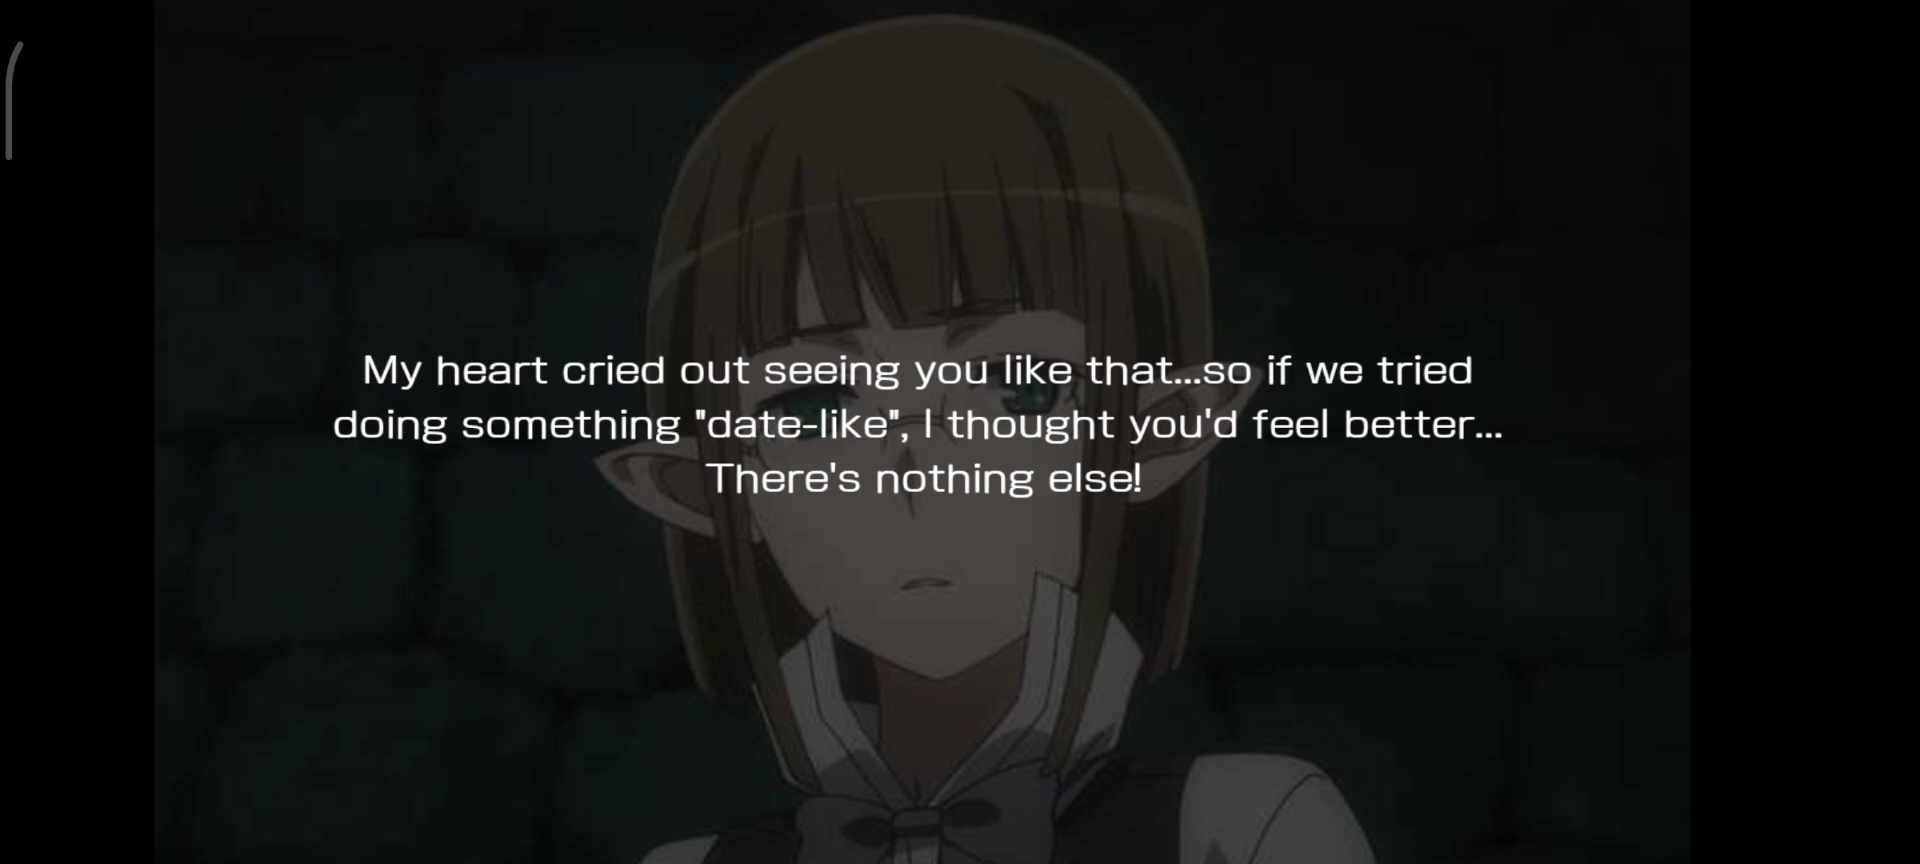 My heart cried out seeing you like that...so if we tried
doing something "date-like", I thought you'd feel better...
There's nothing else!